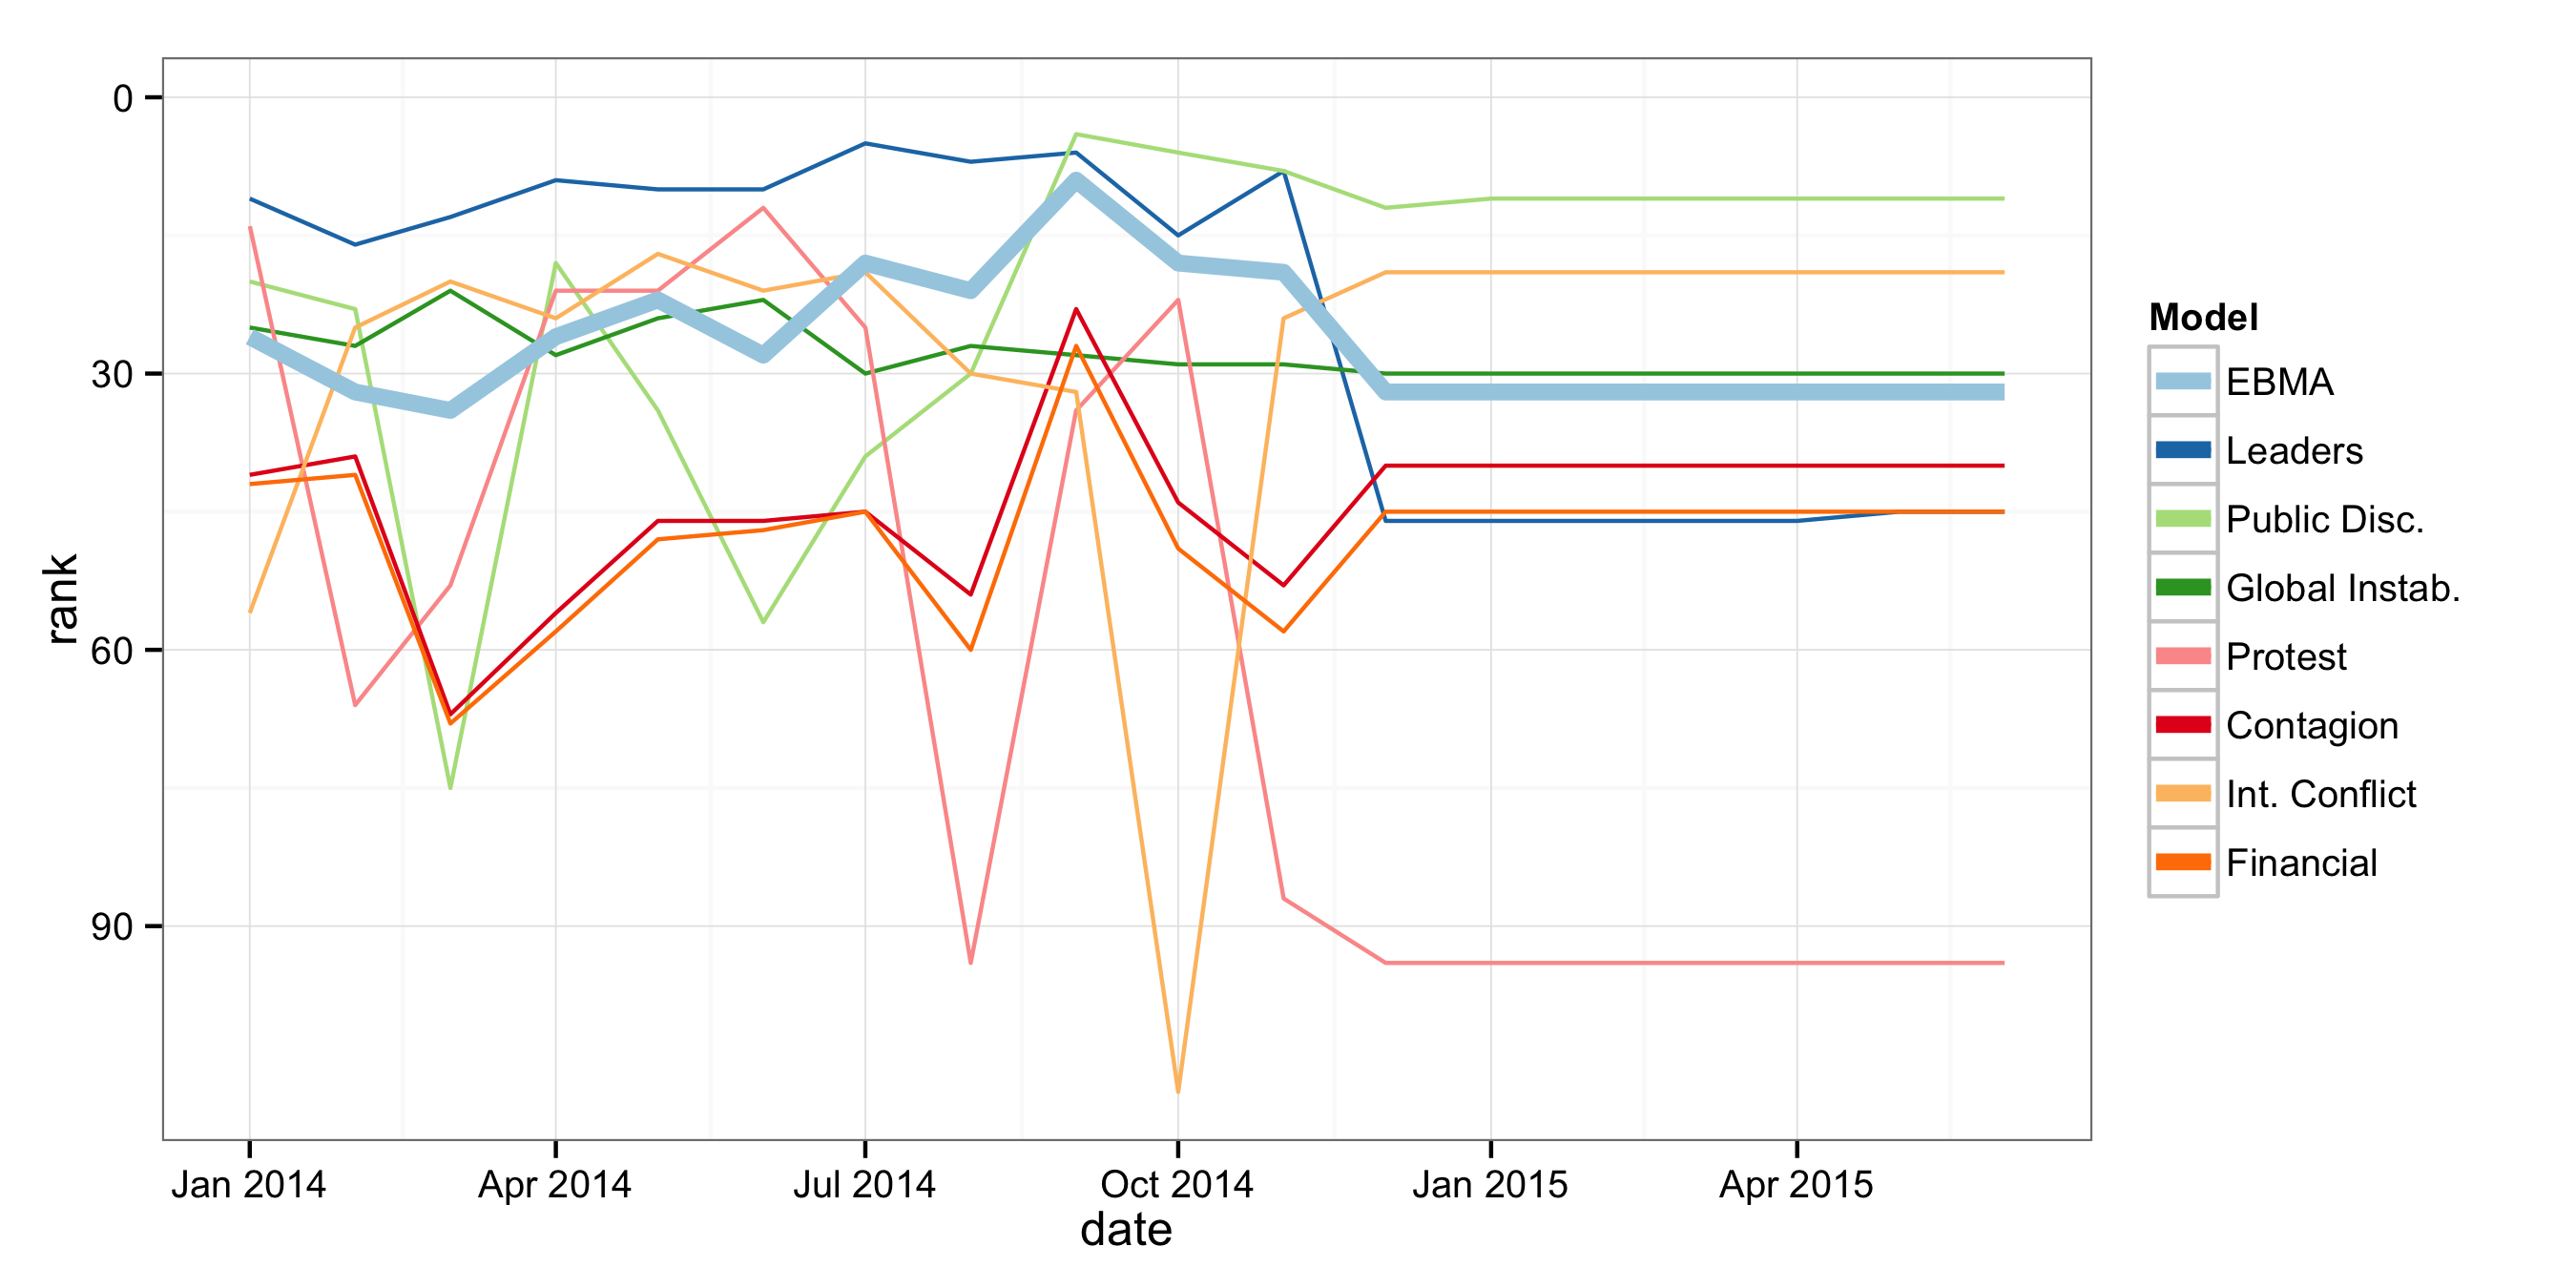 0
30
60
90
rank
Jan 2014
Apr 2014
Jul 2014
Oct 2014
Jan 2015
Apr 2015
date
Model
EBMA
Leaders
Public Disc.
Global Instab.
Protest
Contagion
Int. Conflict
Financial